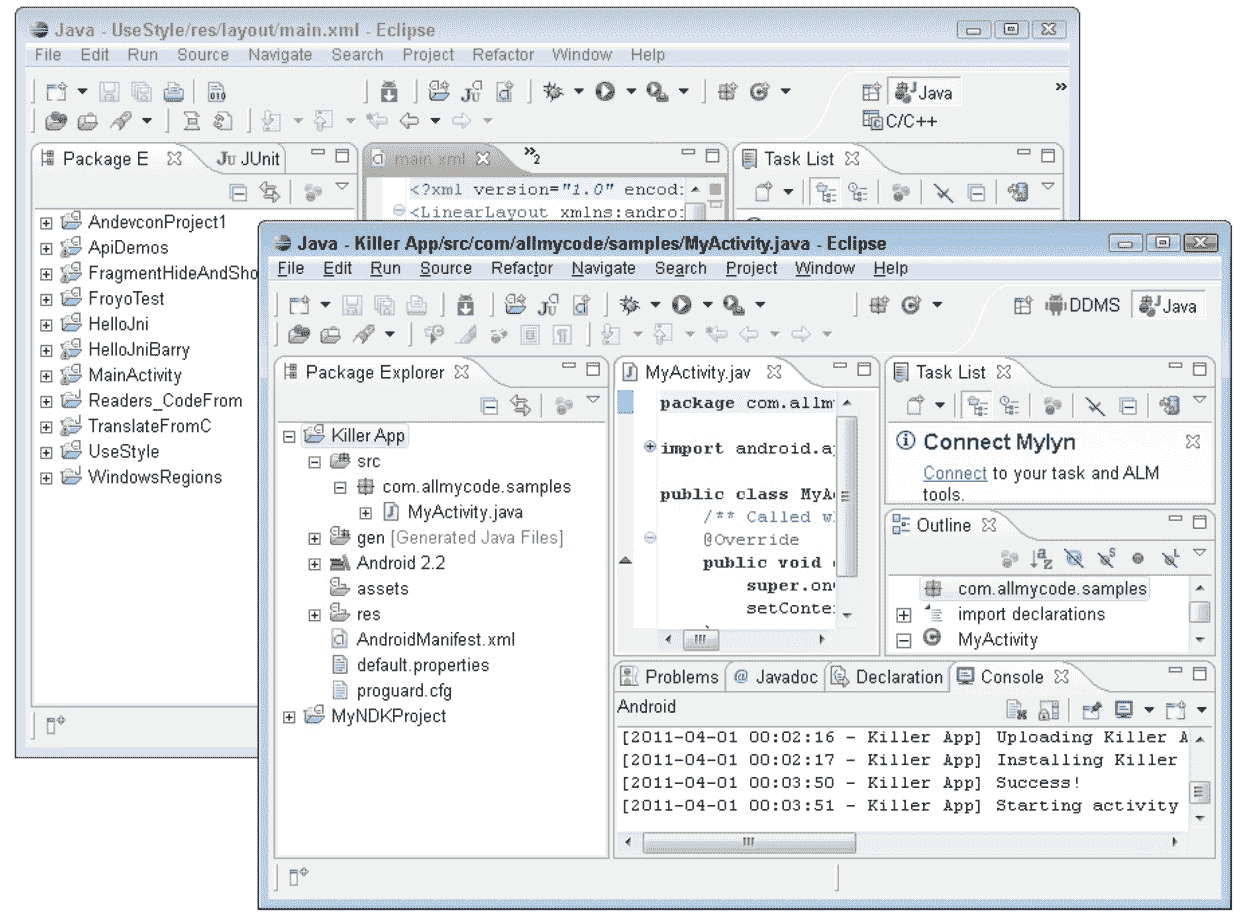 Java - UseStyle/res/layout/main.xml - Eclipse
File Edit Run Source Navigate Search Project Refactor Window Help
010
JU
Java
C/C++
Package E
JU JUnit
main.xml
»2
Task List
<?xml version="1.0" encod:
<LinearLayout xmlns:andro:
AndevconProject1
ApiDemos
FragmentHideAndSho
FroyoTest
HelloJni
HelloJniBarry
MainActivity
Readers_CodeFrom
TranslateFromC
UseStyle
WindowsRegions
Java - Killer App/src/com/allmycode/samples/MyActivity.java - Eclipse
File Edit Run Source Refactor Navigate Search Project Window Help
JU
DDMS
Java
Package Explorer
Killer App
src
com.allmycode.samples
MyActivity.java
gen [Generated Java Files]
Android 2.2
assets
res
AndroidManifest.xml
default.properties
proguard.cfg
MyNDKProject
MyActivity.jav
package com.allm
import android.a
public class MyA
/** Called w
@Override
public void
super.on
setConte
}
Task List
Connect Mylyn
Connect to your task and ALM
tools.
Outline
com.allmycode.samples
import declarations
MyActivity
Problems
@ Javadoc
Declaration
Console
Android
[2011-04-01 00:02:16 - Killer App] Uploading Killer A
[2011-04-01 00:02:17 - Killer App] Installing Killer
[2011-04-01 00:03:50 - Killer App] Success!
[2011-04-01 00:03:51 - Killer App] Starting activity